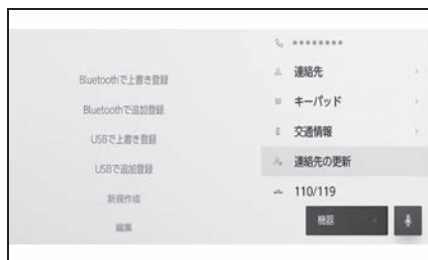 Bluetoothで上書き登録
Bluetoothで追加登録
USBで上書き登録
USBで追加登録
新規作成
編集
********
連絡先
キーパッド
交通情報
連絡先の更新
110/119
機器